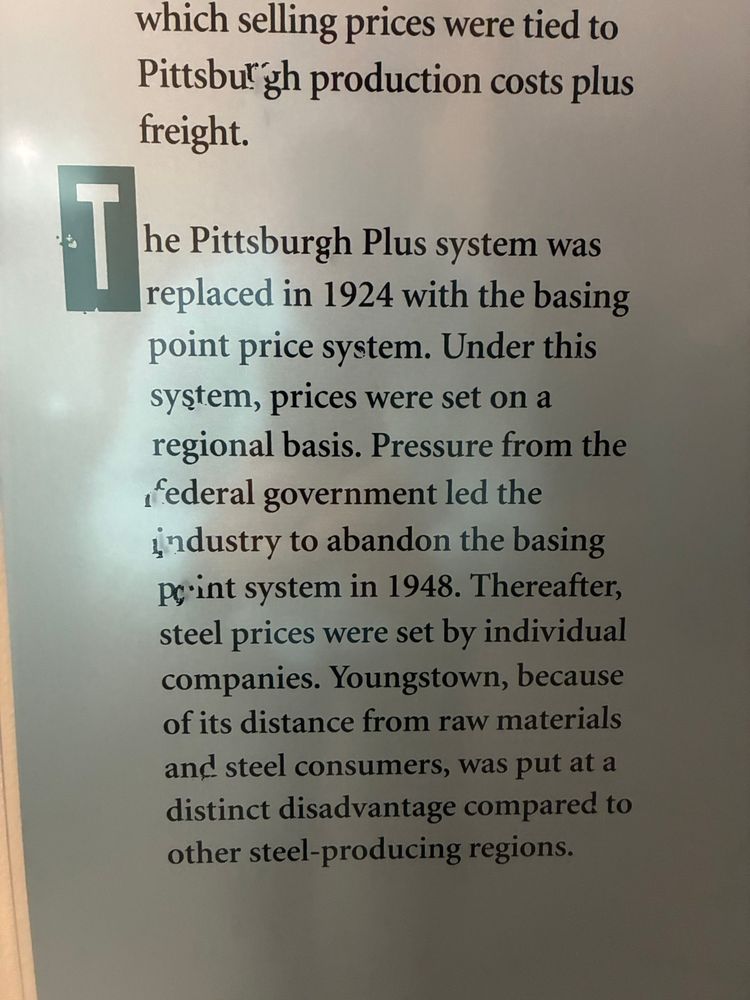 which selling prices were tied to
Pittsburgh production costs plus
freight.
The Pittsburgh Plus system was
replaced in 1924 with the basing
point price system. Under this
system, prices were set on a
regional basis. Pressure from the
federal government led the
industry to abandon the basing
point system in 1948. Thereafter,
steel prices were set by individual
companies. Youngstown, because
of its distance from raw materials
and steel consumers, was put at a
distinct disadvantage compared to
other steel-producing regions.